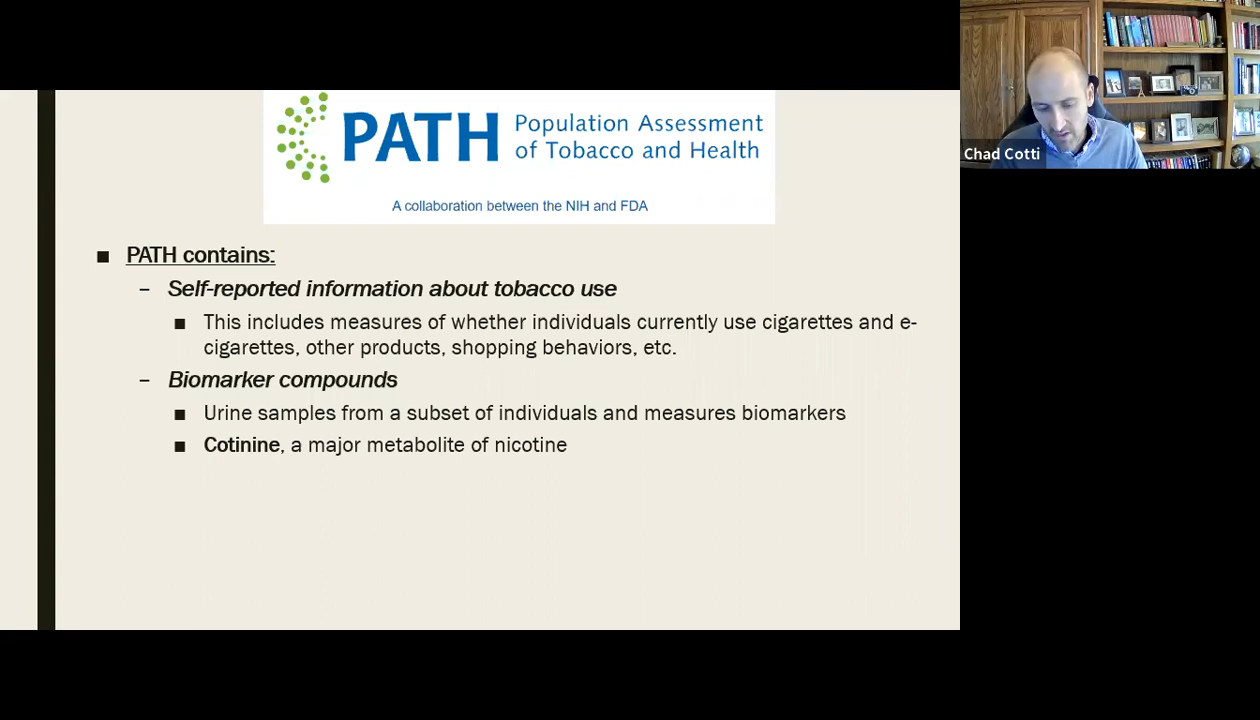 PATH Population Assessment
of Tobacco and Health
A collaboration between the NIH and FDA
Chad Cotti
■ PATH contains:
– Self-reported information about tobacco use
■ This includes measures of whether individuals currently use cigarettes and e-
cigarettes, other products, shopping behaviors, etc.
– Biomarker compounds
■ Urine samples from a subset of individuals and measures biomarkers
■ Cotinine, a major metabolite of nicotine